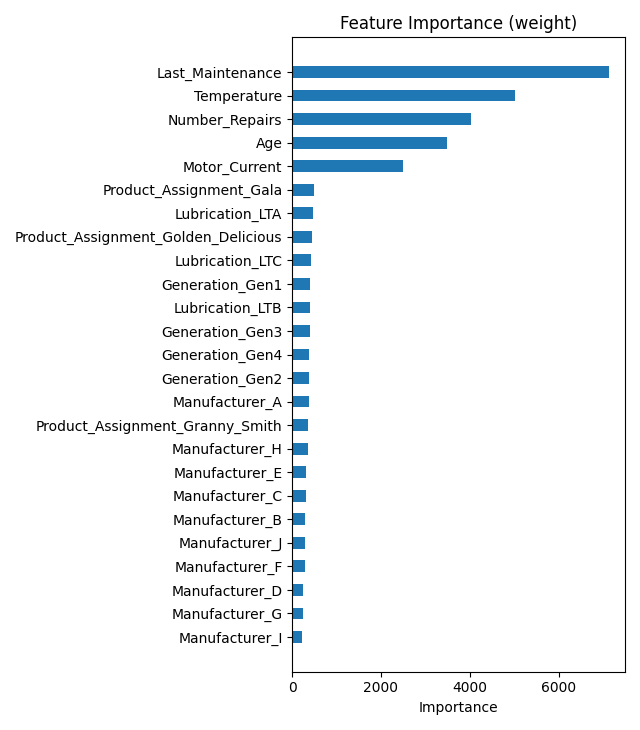 Feature Importance (weight)
Last_Maintenance
Temperature
Number_Repairs
Age
Motor_Current
Product_Assignment_Gala
Lubrication_LTA
Product_Assignment_Golden_Delicious
Lubrication_LTC
Generation_Gen1
Lubrication_LTB
Generation_Gen3
Generation_Gen4
Generation_Gen2
Manufacturer_A
Product_Assignment_Granny_Smith
Manufacturer_H
Manufacturer_E
Manufacturer_C
Manufacturer_B
Manufacturer_J
Manufacturer_F
Manufacturer_D
Manufacturer_G
Manufacturer_I
0 2000 4000 6000
Importance